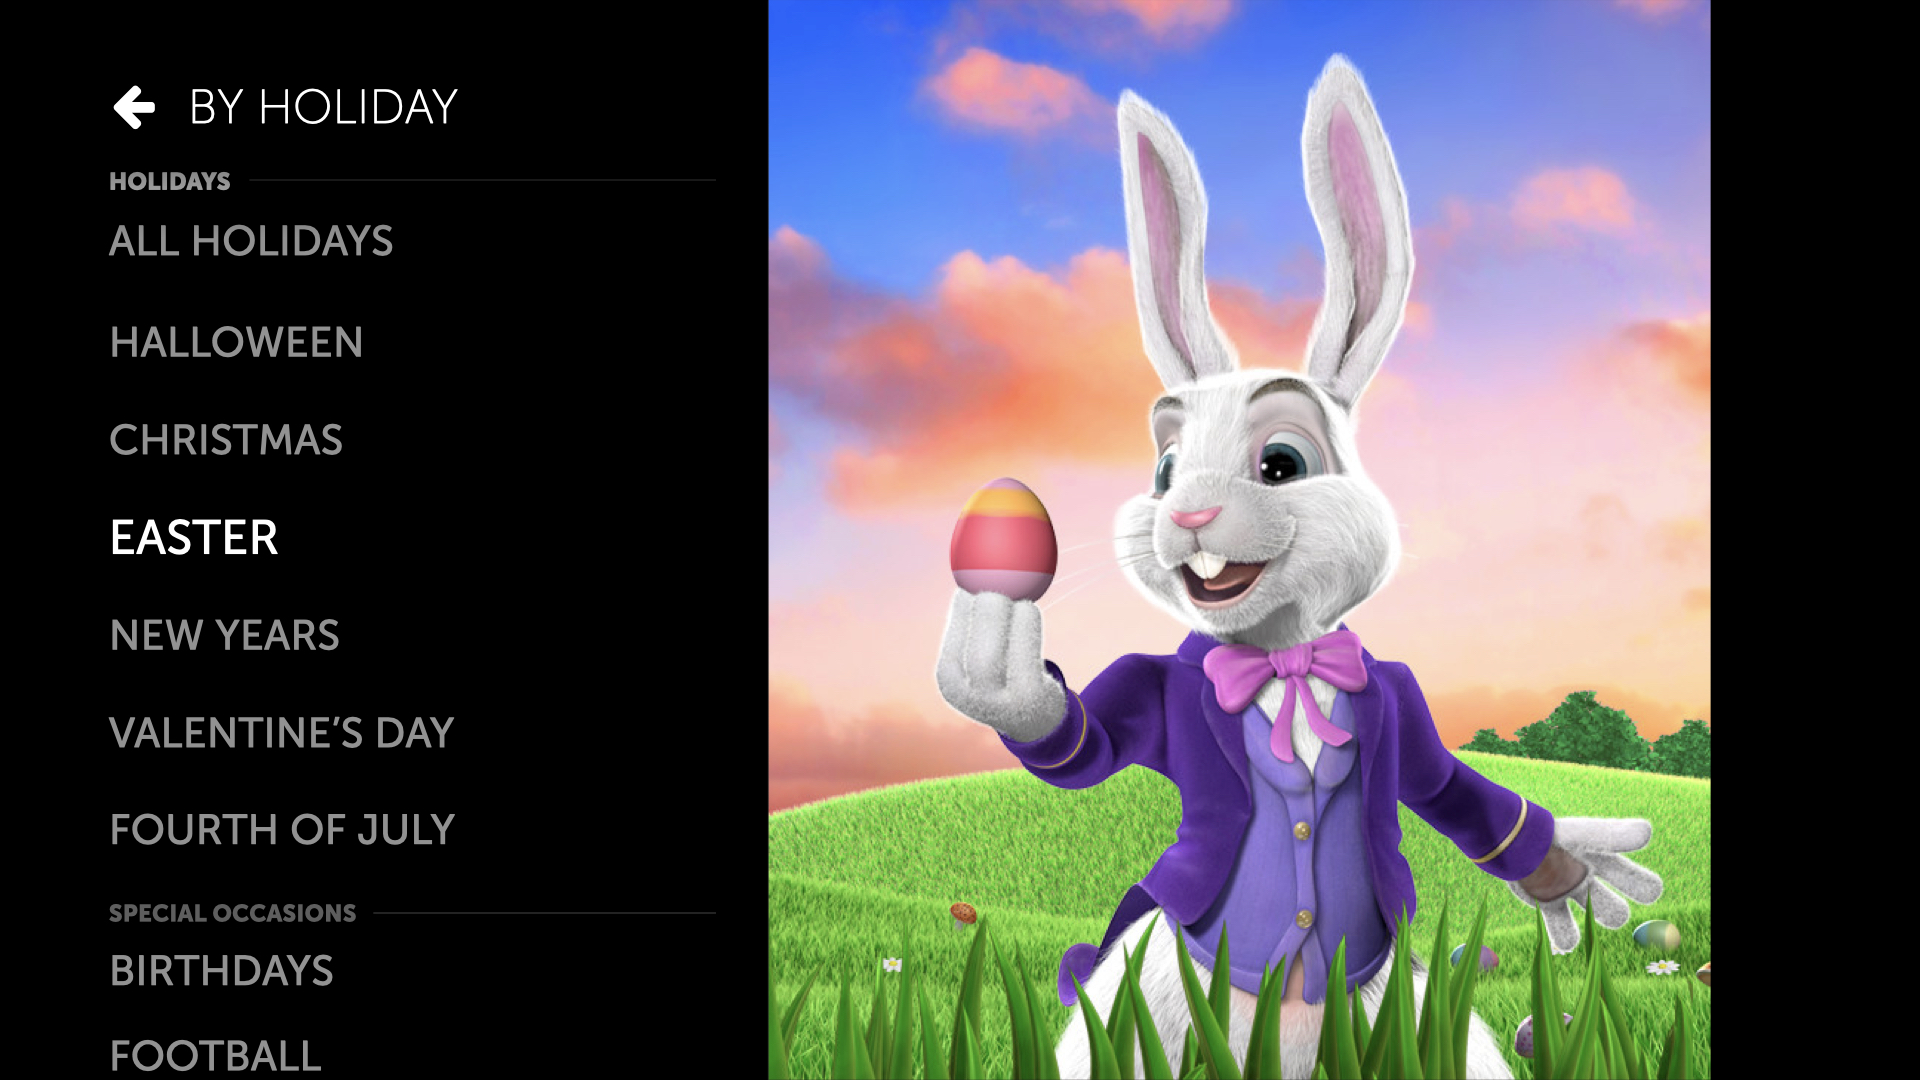 BY HOLIDAY
HOLIDAYS
ALL HOLIDAYS
HALLOWEEN
CHRISTMAS
EASTER
NEW YEARS
VALENTINE’S DAY
FOURTH OF JULY
SPECIAL OCCASIONS
BIRTHDAYS
FOOTBALL